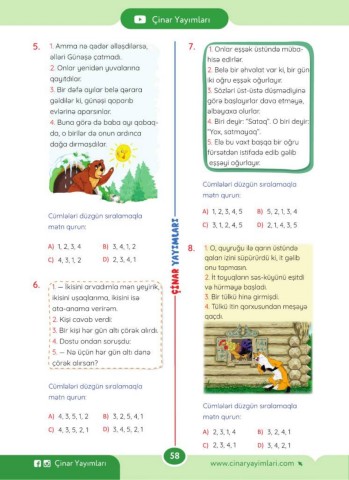 Çinar Yayımları
5. 1. Amma nə qədər əlləşdilərsə,
əlləri Günəşə çatmadı.
2. Onlar yenidən yuvalarına
qayıtdılar.
3. Bir dəfə ayılar belə qərara
gəldilər ki, günəşi qoparıb
evlərinə aparsınlar.
4. Buna görə də baba ayı qabaq-
da, o birilər də onun ardınca
dağa dırmaşdılar.
Cümlələri düzgün sıralamaqla
mətn qurun:
A) 1, 2, 3, 4 B) 3, 4, 1, 2
C) 4, 3, 1, 2 D) 2, 3, 4, 1
6. 1. – İkisini arvadımla mən yeyirik,
ikisini uşaqlarıma, ikisini isə
ata-anama verirəm.
2. Kişi cavab verdi:
3. Bir kişi hər gün altı çörək alırdı.
4. Dostu ondan soruşdu:
5. – Nə üçün hər gün altı dənə
çörək alırsan?
Cümlələri düzgün sıralamaqla
mətn qurun:
A) 4, 3, 5, 1, 2 B) 3, 2, 5, 4, 1
C) 4, 3, 5, 2, 1 D) 3, 4, 5, 2, 1
ÇİNAR YAYIMLARI
7. 1. Onlar eşşək üstündə müba-
hisə edirlər.
2. Belə bir əhvalat var ki, bir gün
iki oğru eşşək oğurlayır.
3. Sözləri üst-üstə düşmədiyinə
görə başlayırlar dava etməyə,
əlbəyaxa olurlar.
4. Biri deyir: "Sataq". O biri deyir:
"Yox, satmayaq".
5. Elə bu vaxt başqa bir oğru
fürsətdən istifadə edib gəlib
eşşəyi oğurlayır.
Cümlələri düzgün sıralamaqla
mətn qurun:
A) 1, 2, 3, 4, 5 B) 5, 2, 1, 3, 4
C) 3, 1, 2, 4, 5 D) 2, 1, 4, 3, 5
8. 1. O, quyruğu ilə qarın üstündə
qalan izini süpürürdü ki, it gəlib
onu tapmasın.
2. İt toyuqların səs-küyünü eşitdi
və hürməyə başladı.
3. Bir tülkü hinə girmişdi.
4. Tülkü itin qorxusundan meşəyə
qaçdı.
Cümlələri düzgün sıralamaqla
mətn qurun:
A) 2, 3, 1, 4 B) 3, 2, 4, 1
C) 2, 3, 4, 1 D) 3, 4, 2, 1
Çinar Yayımları
58
www.cinaryayimlari.com